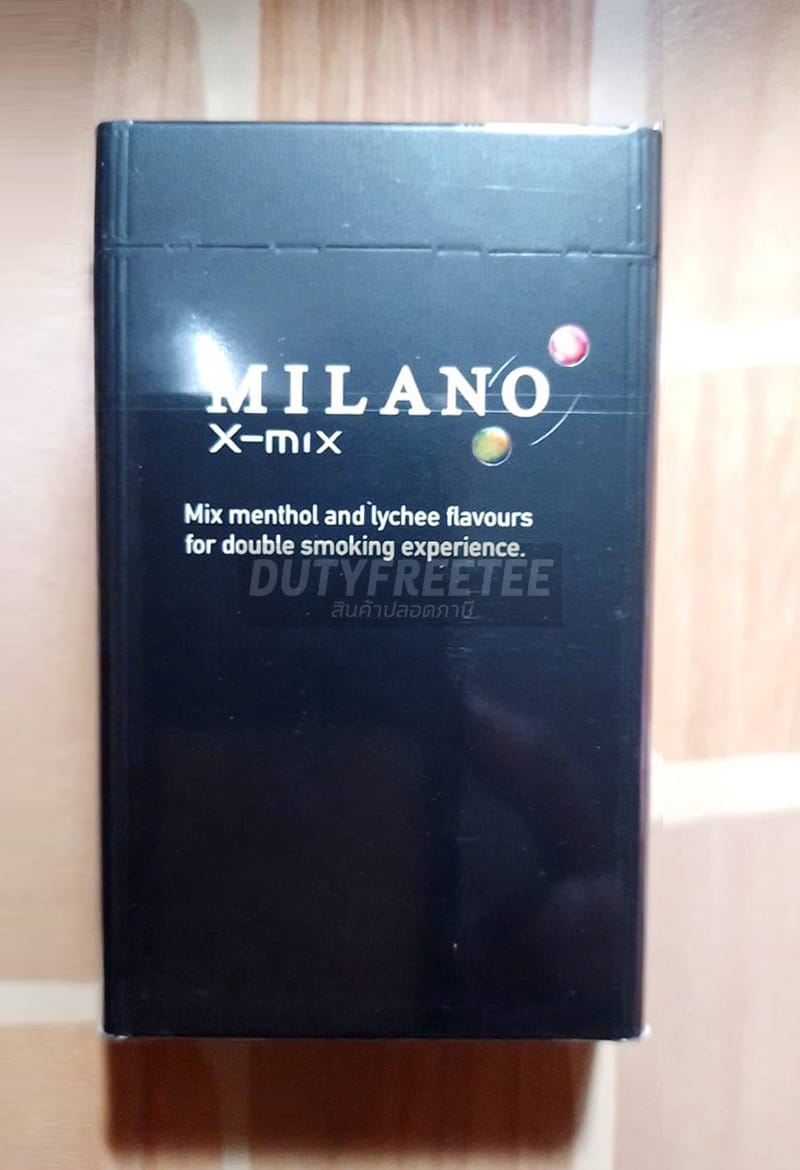 MILANO
X-mix
Mix menthol and lychee flavours
for double smoking experience.
DUTYFREETEE
สินค้าปลอดภาษี